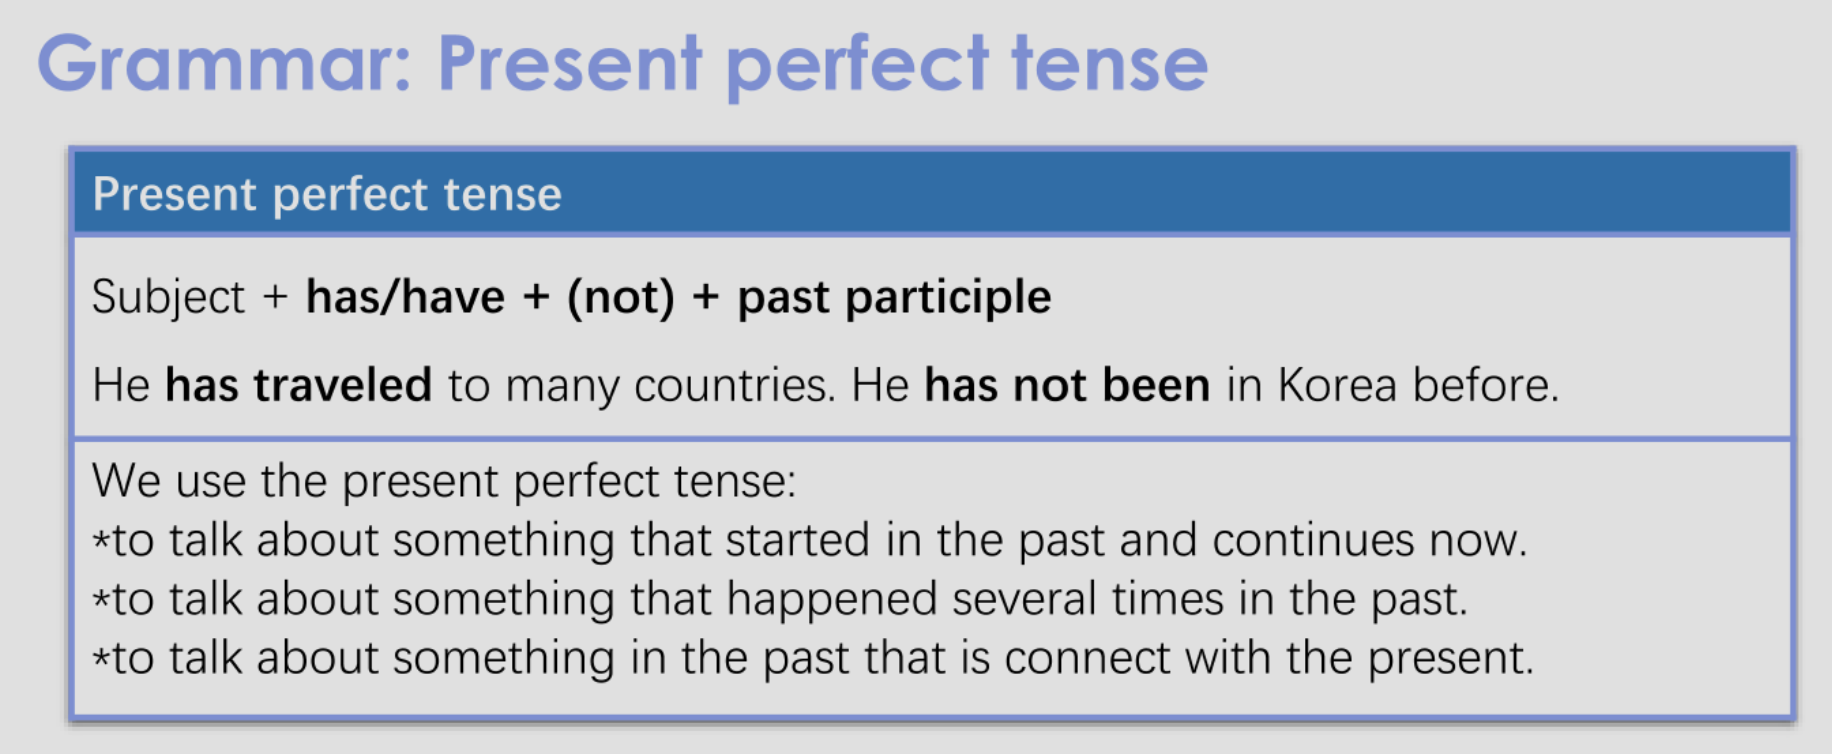 Grammar: Present perfect tense
Present perfect tense
Subject + has/have + (not) + past participle
He has traveled to many countries. He has not been in Korea before.
We use the present perfect tense:
*to talk about something that started in the past and continues now.
*to talk about something that happened several times in the past.
*to talk about something in the past that is connect with the present.